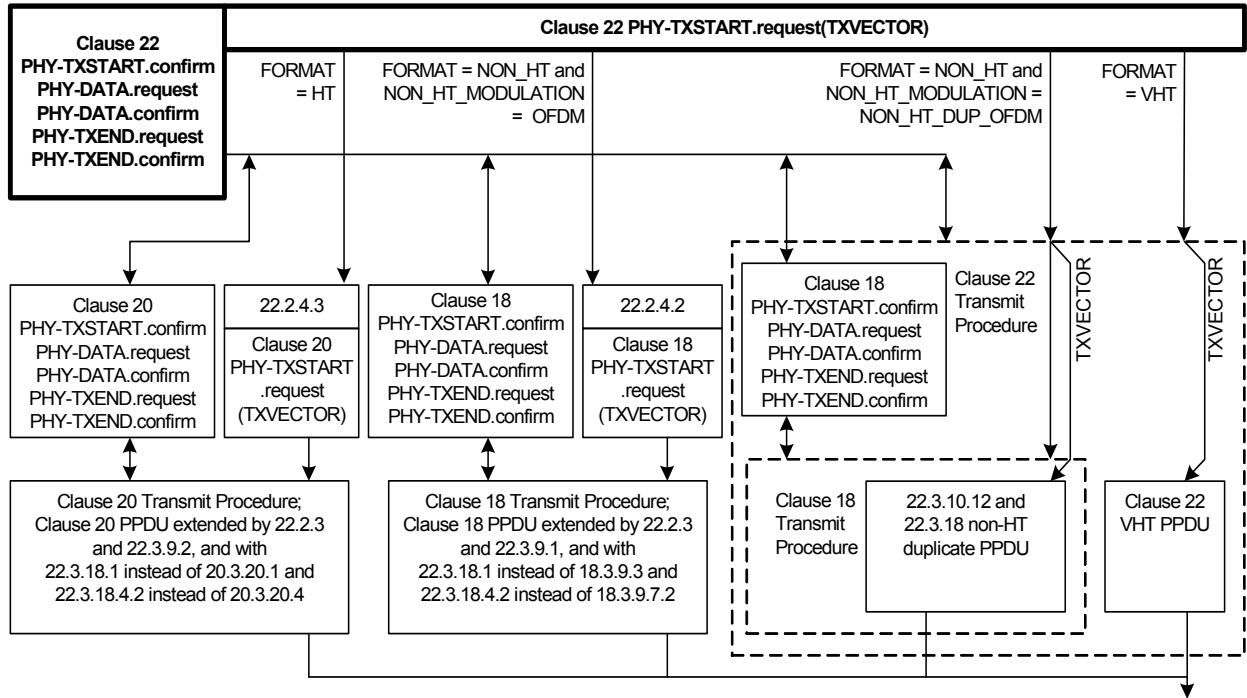 Clause 22 PHY-TXSTART.request(TXVECTOR)
Clause 22
PHY-TXSTART.confirm
PHY-DATA.request
PHY-DATA.confirm
PHY-TXEND.request
PHY-TXEND.confirm
FORMAT
= HT
FORMAT = NON_HT and
NON_HT_MODULATION
= OFDM
FORMAT = NON_HT and
NON_HT_MODULATION =
NON_HT_DUP_OFDM
FORMAT
= VHT
Clause 20
PHY-TXSTART.confirm
PHY-DATA.request
PHY-DATA.confirm
PHY-TXEND.request
PHY-TXEND.confirm
22.2.4.3
Clause 20
PHY-TXSTART
.request
(TXVECTOR)
Clause 18
PHY-TXSTART.confirm
PHY-DATA.request
PHY-DATA.confirm
PHY-TXEND.request
PHY-TXEND.confirm
22.2.4.2
Clause 18
PHY-TXSTART
.request
(TXVECTOR)
Clause 18
PHY-TXSTART.confirm
PHY-DATA.request
PHY-DATA.confirm
PHY-TXEND.request
PHY-TXEND.confirm
Clause 22
Transmit
Procedure
TXVECTOR
TXVECTOR
Clause 20 Transmit Procedure;
Clause 20 PPDU extended by 22.2.3
and 22.3.9.2, and with
22.3.18.1 instead of 20.3.20.1 and
22.3.18.4.2 instead of 20.3.20.4
Clause 18 Transmit Procedure;
Clause 18 PPDU extended by 22.2.3
and 22.3.9.1, and with
22.3.18.1 instead of 18.3.9.3 and
22.3.18.4.2 instead of 18.3.9.7.2
Clause 18
Transmit
Procedure
22.3.10.12 and
22.3.18 non-HT
duplicate PPDU
Clause 22
VHT PPDU